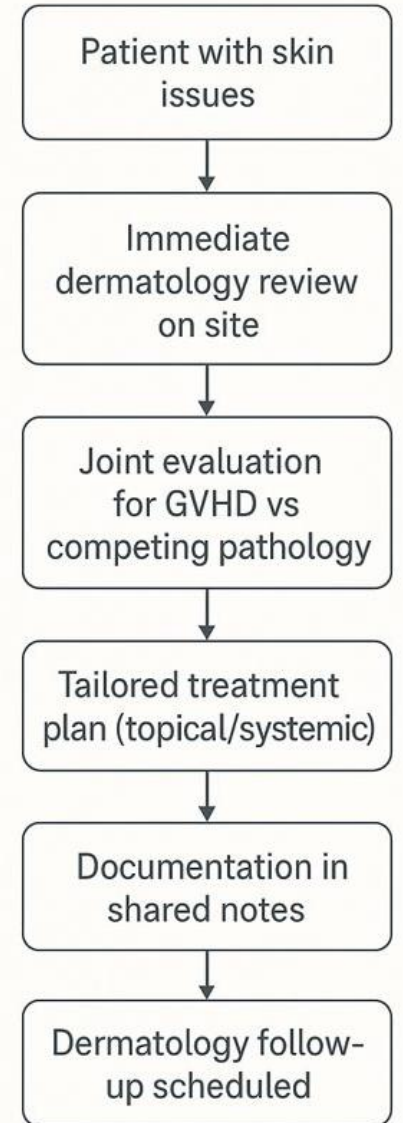 Patient with skin
issues
Immediate
dermatology review
on site
Joint evaluation
for GVHD vs
competing pathology
Tailored treatment
plan (topical/systemic)
Documentation in
shared notes
Dermatology follow-
up scheduled